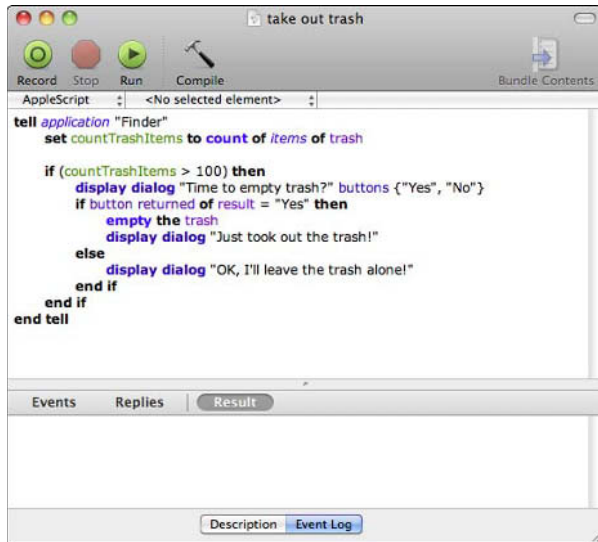 take out trash
Record Stop Run Compile Bundle Contents
AppleScript <No selected element>
tell application "Finder"
set countTrashItems to count of items of trash
if (countTrashItems > 100) then
display dialog "Time to empty trash?" buttons {"Yes", "No"}
if button returned of result = "Yes" then
empty the trash
display dialog "Just took out the trash!"
else
display dialog "OK, I'll leave the trash alone!"
end if
end if
end tell
Events Replies Result
Description Event Log